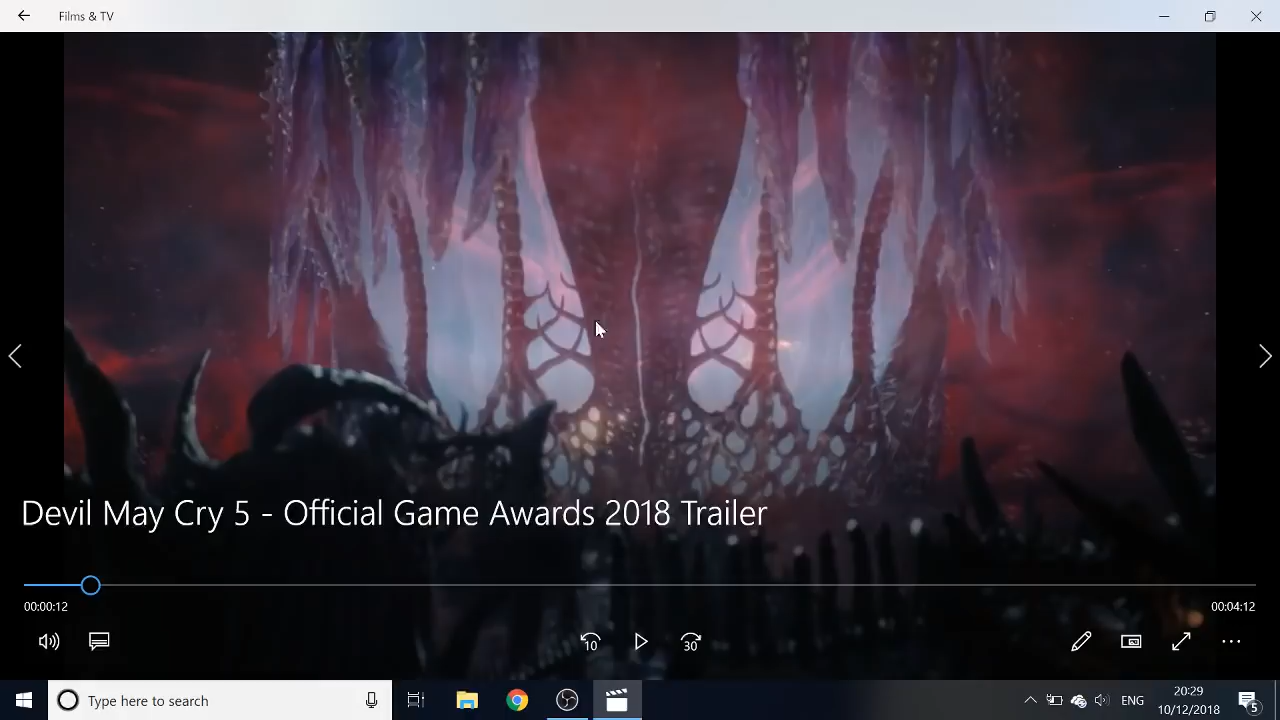 Films & TV
Devil May Cry 5 - Official Game Awards 2018 Trailer
00:00:12
00:04:12
10
30
Type here to search
ENG
20:29
10/12/2018
5